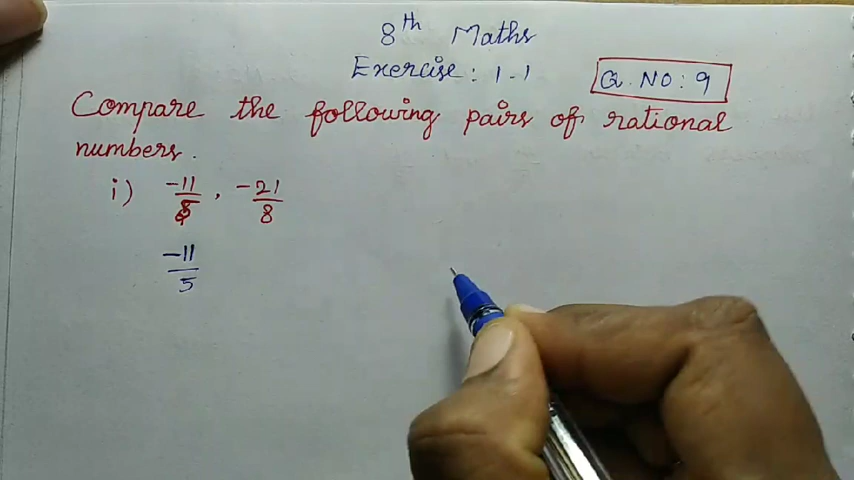 8th Maths
Exercise: 1.1
Q. NO: 9
Compare the following pairs of rational
numbers.
i) -11/5, -21/8
-11/5